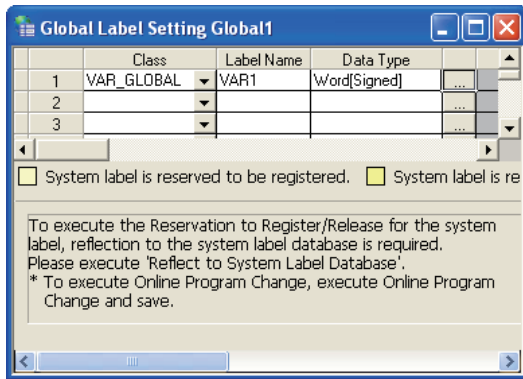 Global Label Setting Global1
Class Label Name Data Type
1 VAR_GLOBAL VAR1 Word[Signed] ...
2 ...
3 ...
System label is reserved to be registered. System label is re
To execute the Reservation to Register/Release for the system
label, reflection to the system label database is required.
Please execute 'Reflect to System Label Database'.
* To execute Online Program Change, execute Online Program
Change and save.